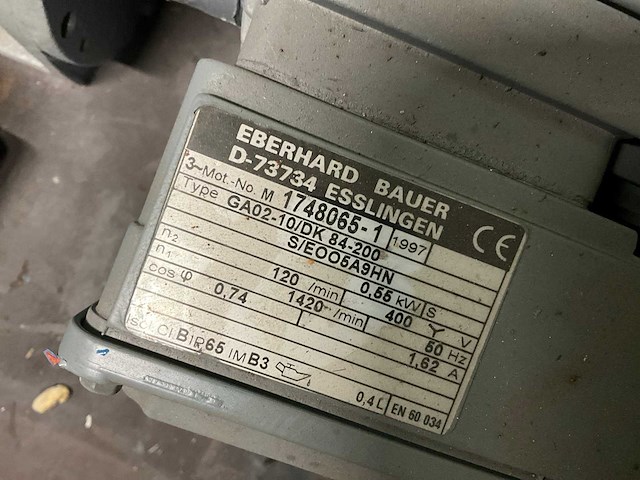 EBERHARD BAUER
D-73734 ESSLINGEN CE
3~Mot.-No. M 1748065-1 1997
Type GA02-10/DK 84-200
S/EOO5A9HN
n₂ 120 /min 0,55 kW S
n₁ 1420 /min 400 Y V
cos φ 0,74 50 Hz
1,62 A
Isol.Cl.B IP65 IM B3 0,4 L EN 60 034